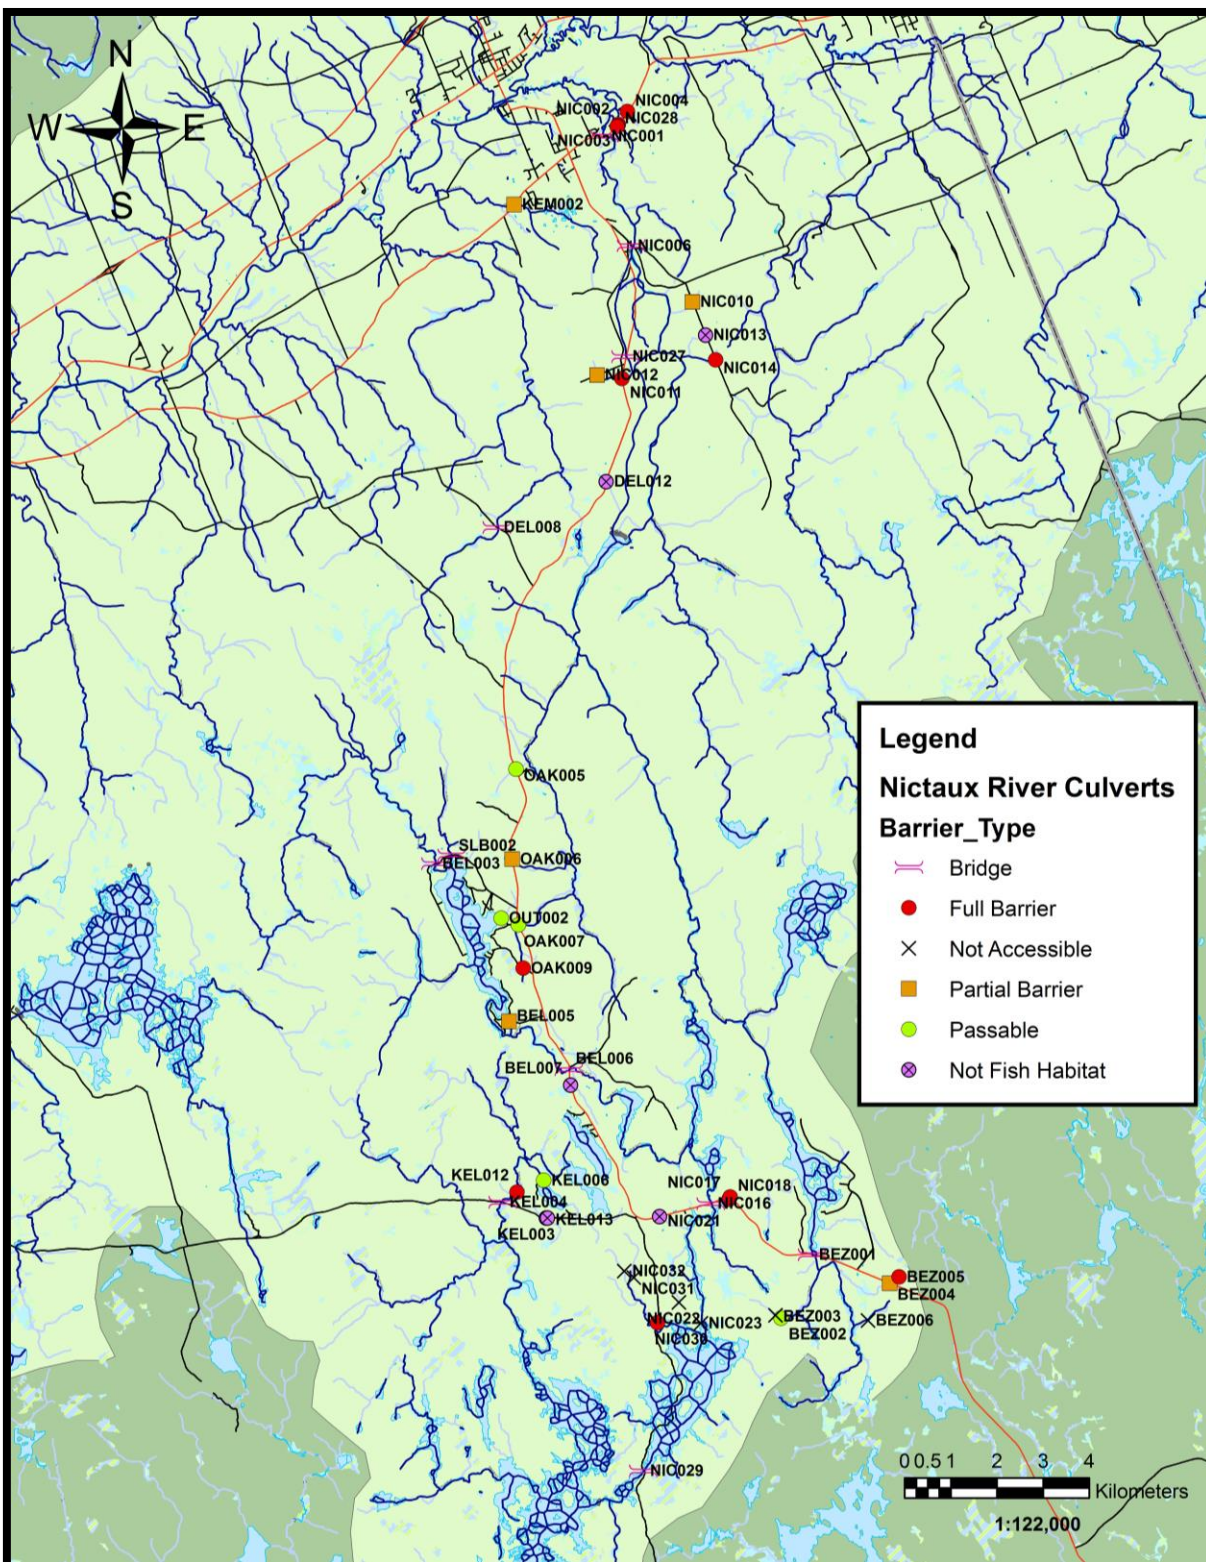 N
W E
S
NIC002 NIC004
NIC028
NIC003 NIC001
KEM002
NIC006
NIC010
NIC013
NIC027
NIC014
NIC012
NIC011
DEL012
DEL008
OAK005
SLB002
BEL003
OAK006
OUT002
OAK007
OAK009
BEL005
BEL006
BEL007
KEL012
KEL006
KEL004
KEL013
KEL003
NIC017
NIC018
NIC016
NIC021
BEZ001
NIC032
NIC031
BEZ005
BEZ004
NIC022
NIC023
NIC030
BEZ003
BEZ002
BEZ006
NIC029
Legend
Nictaux River Culverts
Barrier_Type
Bridge
Full Barrier
Not Accessible
Partial Barrier
Passable
Not Fish Habitat
0 0.5 1 2 3 4
Kilometers
1:122,000